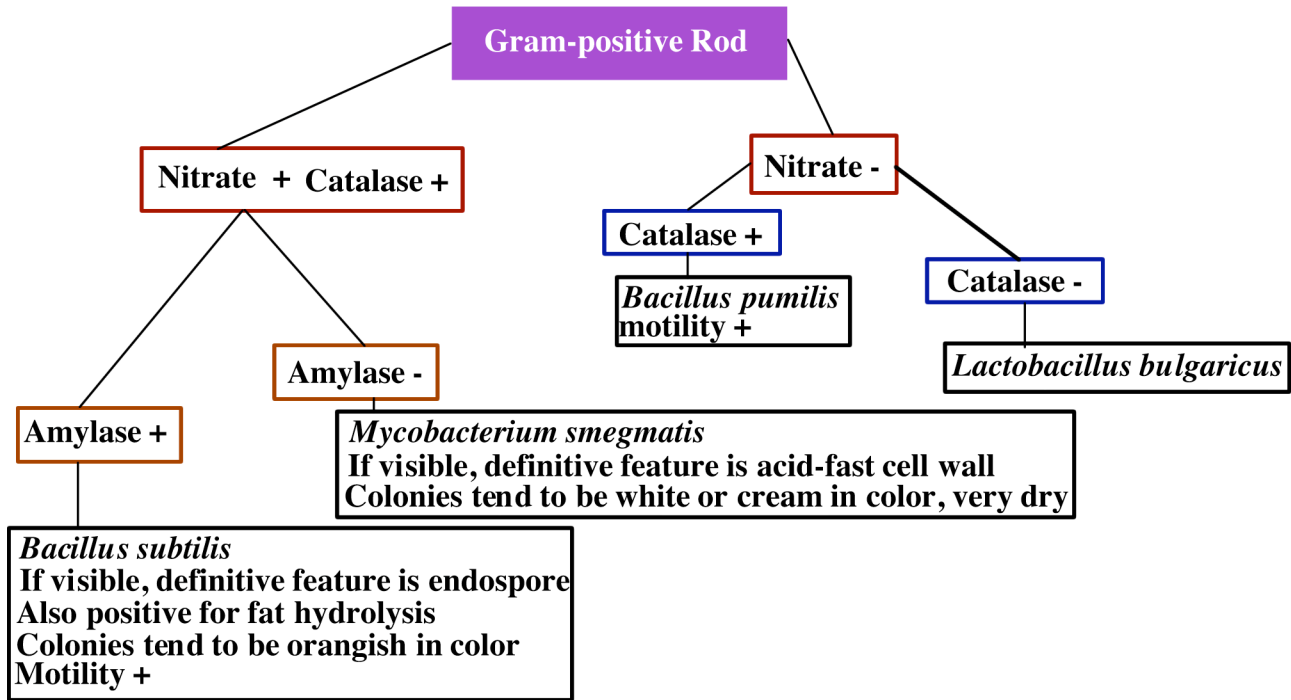 Gram-positive Rod
Nitrate + Catalase +
Nitrate -
Catalase +
Bacillus pumilis
motility +
Catalase -
Lactobacillus bulgaricus
Amylase -
Mycobacterium smegmatis
If visible, definitive feature is acid-fast cell wall
Colonies tend to be white or cream in color, very dry
Amylase +
Bacillus subtilis
If visible, definitive feature is endospore
Also positive for fat hydrolysis
Colonies tend to be orangish in color
Motility +